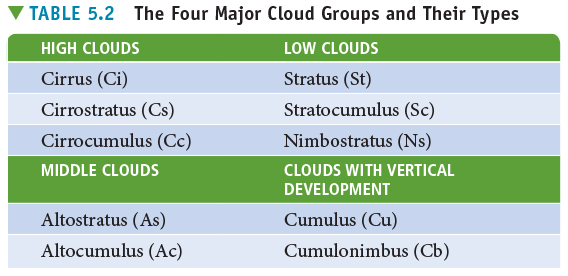 ▼ TABLE 5.2 The Four Major Cloud Groups and Their Types
HIGH CLOUDS LOW CLOUDS
Cirrus (Ci) Stratus (St)
Cirrostratus (Cs) Stratocumulus (Sc)
Cirrocumulus (Cc) Nimbostratus (Ns)
MIDDLE CLOUDS CLOUDS WITH VERTICAL
DEVELOPMENT
Altostratus (As) Cumulus (Cu)
Altocumulus (Ac) Cumulonimbus (Cb)